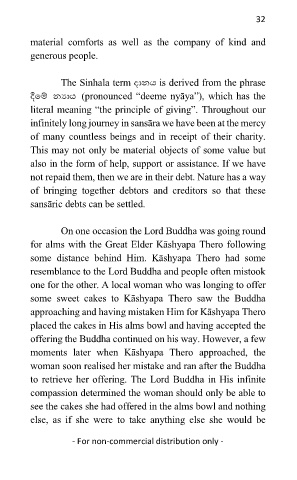 32
material comforts as well as the company of kind and
generous people.
The Sinhala term දානය is derived from the phrase
දීමේ න්‍යාය (pronounced “deeme nyāya”), which has the
literal meaning “the principle of giving”. Throughout our
infinitely long journey in sansāra we have been at the mercy
of many countless beings and in receipt of their charity.
This may not only be material objects of some value but
also in the form of help, support or assistance. If we have
not repaid them, then we are in their debt. Nature has a way
of bringing together debtors and creditors so that these
sansāric debts can be settled.
On one occasion the Lord Buddha was going round
for alms with the Great Elder Kāshyapa Thero following
some distance behind Him. Kāshyapa Thero had some
resemblance to the Lord Buddha and people often mistook
one for the other. A local woman who was longing to offer
some sweet cakes to Kāshyapa Thero saw the Buddha
approaching and having mistaken Him for Kāshyapa Thero
placed the cakes in His alms bowl and having accepted the
offering the Buddha continued on his way. However, a few
moments later when Kāshyapa Thero approached, the
woman soon realised her mistake and ran after the Buddha
to retrieve her offering. The Lord Buddha in His infinite
compassion determined the woman should only be able to
see the cakes she had offered in the alms bowl and nothing
else, as if she were to take anything else she would be
- For non-commercial distribution only -